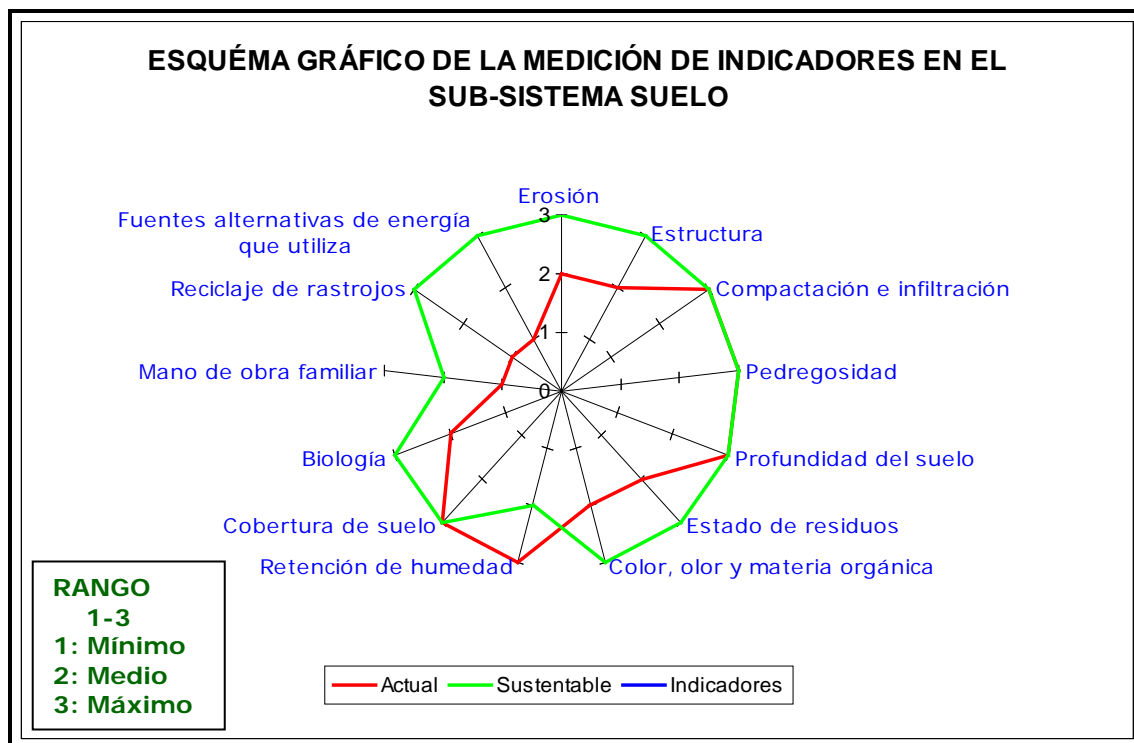 ESQUÉMA GRÁFICO DE LA MEDICIÓN DE INDICADORES EN EL
SUB-SISTEMA SUELO
Erosión
Estructura
Compactación e infiltración
Pedregosidad
Profundidad del suelo
Estado de residuos
Color, olor y materia orgánica
Retención de humedad
Cobertura de suelo
Biología
Mano de obra familiar
Reciclaje de rastrojos
Fuentes alternativas de energía
que utiliza
3
2
1
0
RANGO
1-3
1: Mínimo
2: Medio
3: Máximo
Actual Sustentable Indicadores